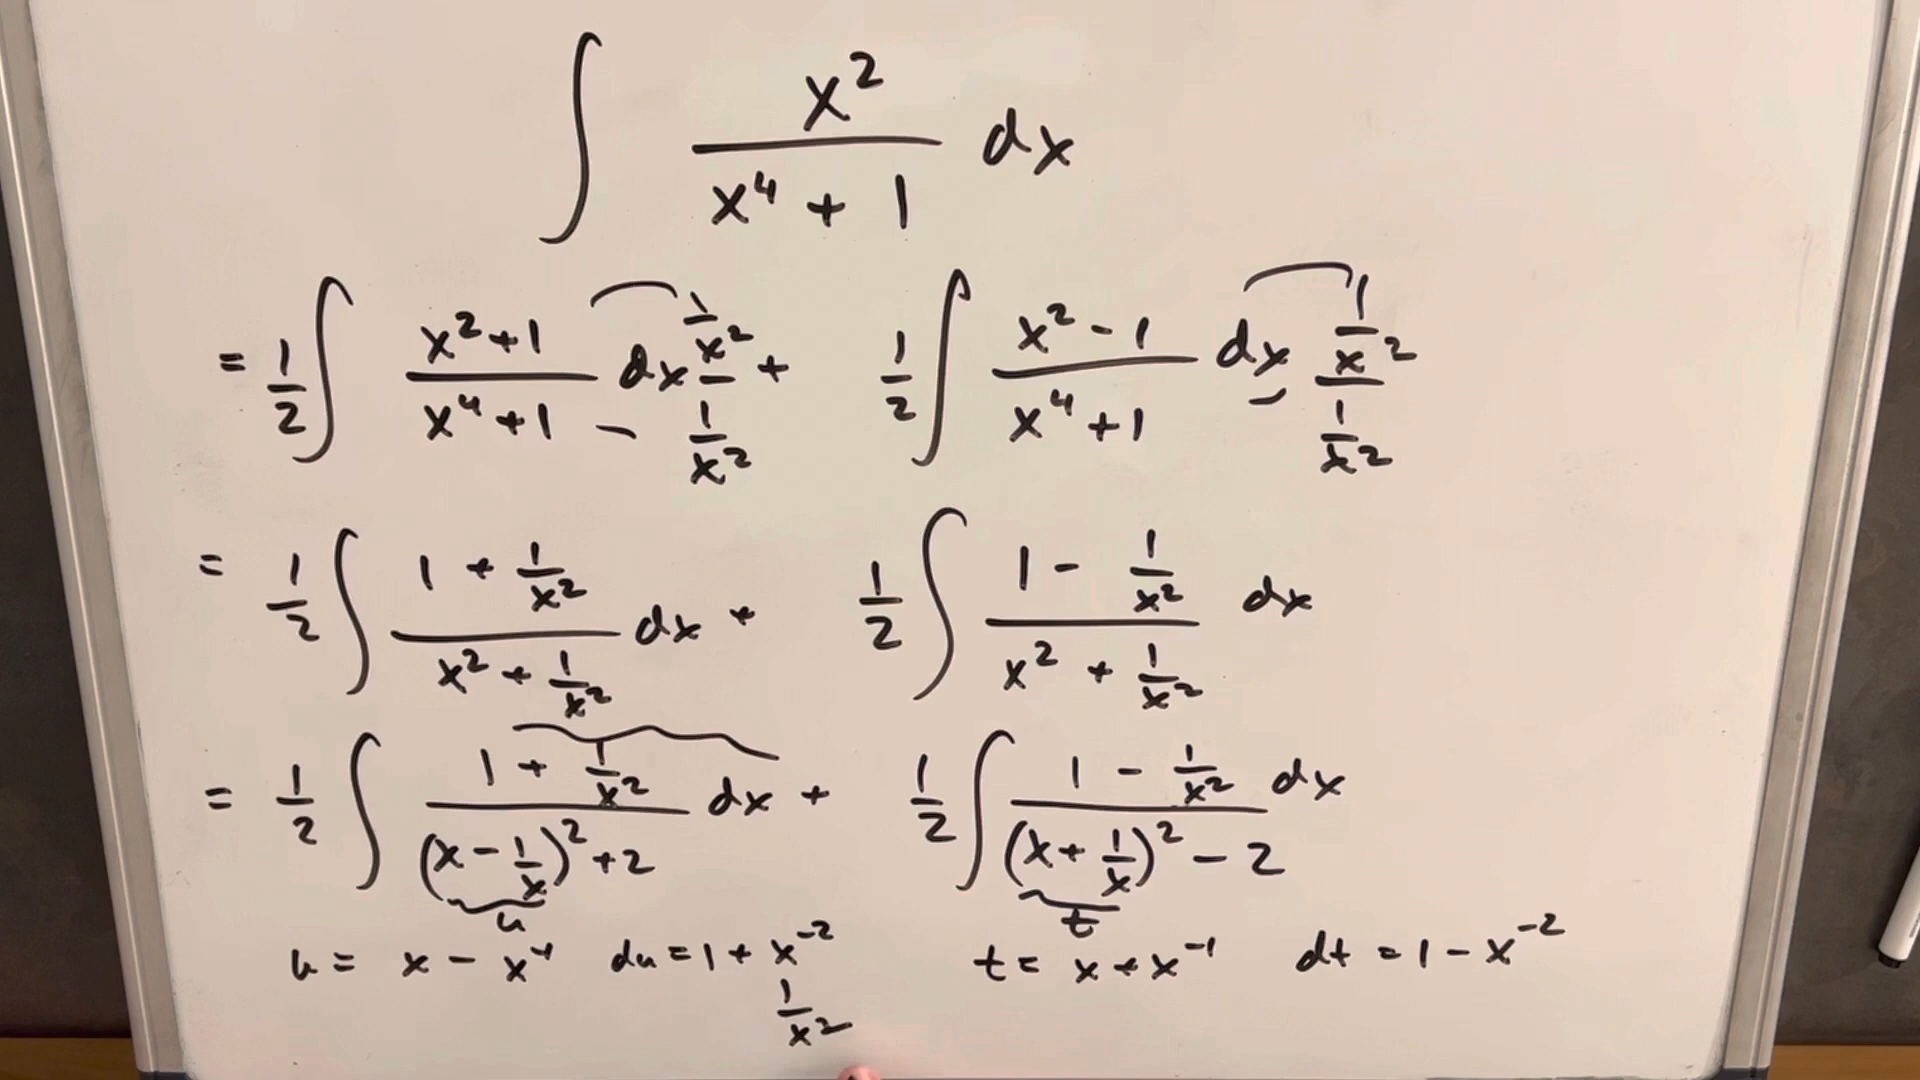 ∫ x²/(x⁴ + 1) dx
= 1/2 ∫ (x² + 1)/(x⁴ + 1) dx (1/x²)/(1/x²) + 1/2 ∫ (x² - 1)/(x⁴ + 1) dx (1/x²)/(1/x²)
= 1/2 ∫ (1 + 1/x²)/(x² + 1/x²) dx + 1/2 ∫ (1 - 1/x²)/(x² + 1/x²) dx
= 1/2 ∫ (1 + 1/x²)/((x - 1/x)² + 2) dx + 1/2 ∫ (1 - 1/x²)/((x + 1/x)² - 2) dx
u t
u = x - x⁻¹ du = 1 + x⁻² t = x + x⁻¹ dt = 1 - x⁻²
1/x²